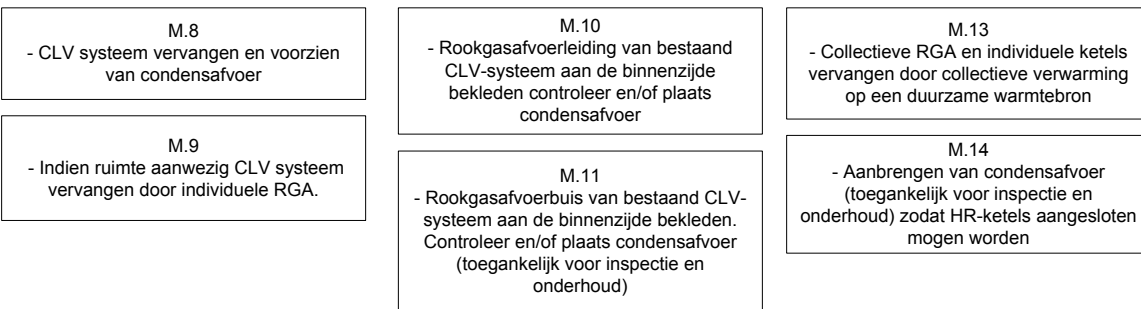 M.8
- CLV systeem vervangen en voorzien
van condensafvoer
M.9
- Indien ruimte aanwezig CLV systeem
vervangen door individuele RGA.
M.10
- Rookgasafvoerleiding van bestaand
CLV-systeem aan de binnenzijde
bekleden controleer en/of plaats
condensafvoer
M.11
- Rookgasafvoerbuis van bestaand CLV-
systeem aan de binnenzijde bekleden.
Controleer en/of plaats condensafvoer
(toegankelijk voor inspectie en
onderhoud)
M.13
- Collectieve RGA en individuele ketels
vervangen door collectieve verwarming
op een duurzame warmtebron
M.14
- Aanbrengen van condensafvoer
(toegankelijk voor inspectie en
onderhoud) zodat HR-ketels aangesloten
mogen worden